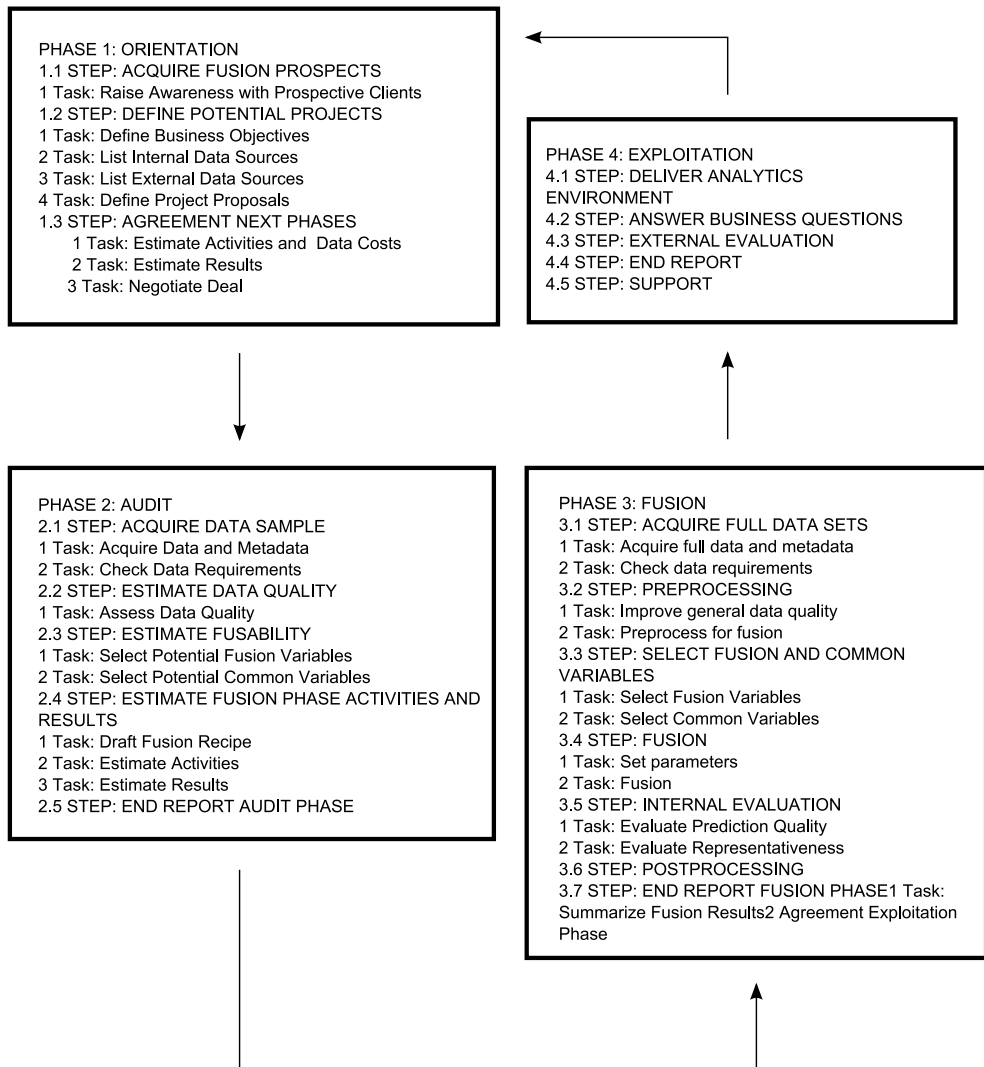 PHASE 1: ORIENTATION
1.1 STEP: ACQUIRE FUSION PROSPECTS
1 Task: Raise Awareness with Prospective Clients
1.2 STEP: DEFINE POTENTIAL PROJECTS
1 Task: Define Business Objectives
2 Task: List Internal Data Sources
3 Task: List External Data Sources
4 Task: Define Project Proposals
1.3 STEP: AGREEMENT NEXT PHASES
1 Task: Estimate Activities and Data Costs
2 Task: Estimate Results
3 Task: Negotiate Deal
PHASE 2: AUDIT
2.1 STEP: ACQUIRE DATA SAMPLE
1 Task: Acquire Data and Metadata
2 Task: Check Data Requirements
2.2 STEP: ESTIMATE DATA QUALITY
1 Task: Assess Data Quality
2.3 STEP: ESTIMATE FUSABILITY
1 Task: Select Potential Fusion Variables
2 Task: Select Potential Common Variables
2.4 STEP: ESTIMATE FUSION PHASE ACTIVITIES AND
RESULTS
1 Task: Draft Fusion Recipe
2 Task: Estimate Activities
3 Task: Estimate Results
2.5 STEP: END REPORT AUDIT PHASE
PHASE 3: FUSION
3.1 STEP: ACQUIRE FULL DATA SETS
1 Task: Acquire full data and metadata
2 Task: Check data requirements
3.2 STEP: PREPROCESSING
1 Task: Improve general data quality
2 Task: Preprocess for fusion
3.3 STEP: SELECT FUSION AND COMMON
VARIABLES
1 Task: Select Fusion Variables
2 Task: Select Common Variables
3.4 STEP: FUSION
1 Task: Set parameters
2 Task: Fusion
3.5 STEP: INTERNAL EVALUATION
1 Task: Evaluate Prediction Quality
2 Task: Evaluate Representativeness
3.6 STEP: POSTPROCESSING
3.7 STEP: END REPORT FUSION PHASE1 Task:
Summarize Fusion Results2 Agreement Exploitation
Phase
PHASE 4: EXPLOITATION
4.1 STEP: DELIVER ANALYTICS
ENVIRONMENT
4.2 STEP: ANSWER BUSINESS QUESTIONS
4.3 STEP: EXTERNAL EVALUATION
4.4 STEP: END REPORT
4.5 STEP: SUPPORT